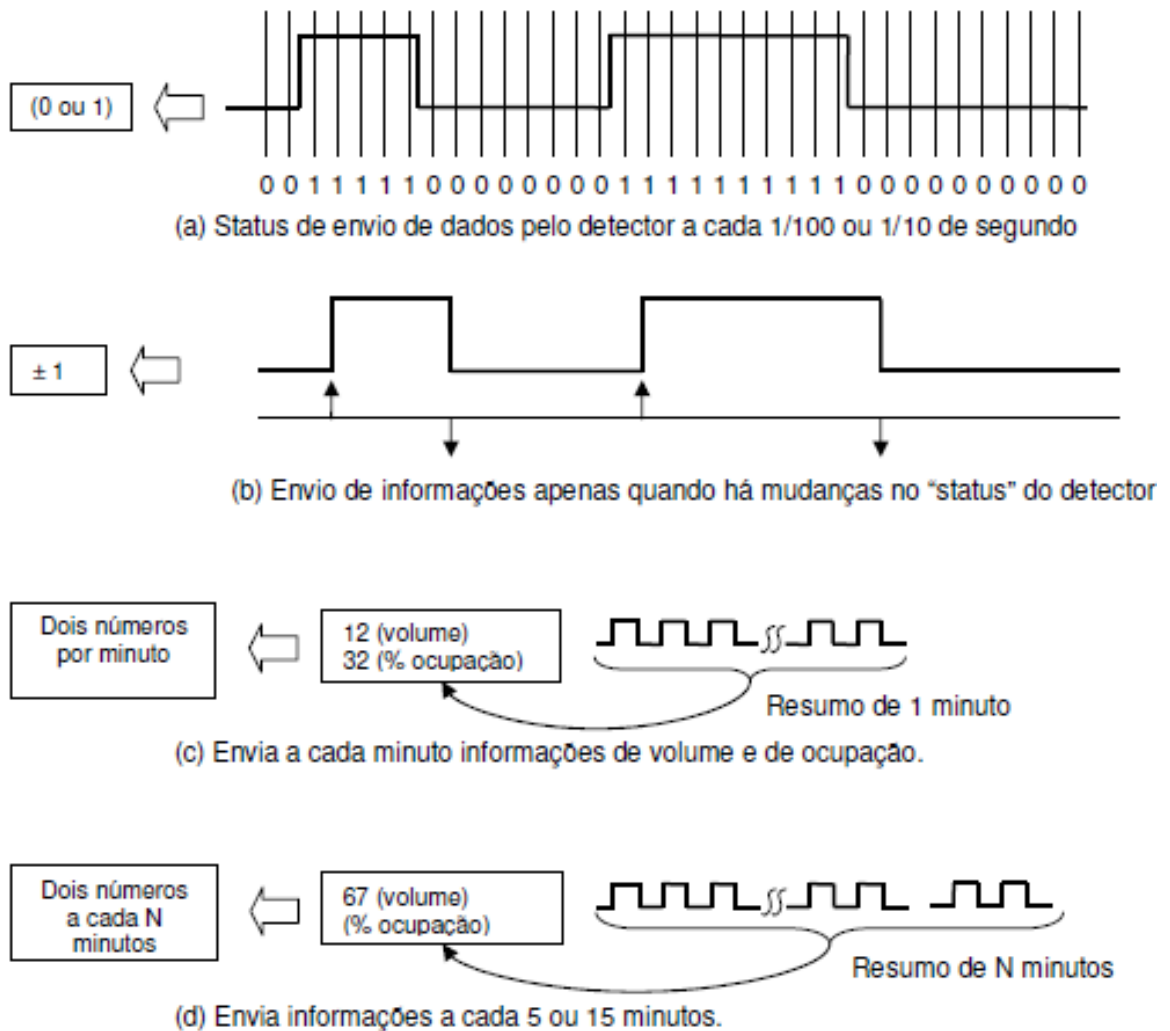 (0 ou 1)
0 0 1 1 1 1 1 0 0 0 0 0 0 0 0 1 1 1 1 1 1 1 1 1 1 0 0 0 0 0 0 0 0 0 0
(a) Status de envio de dados pelo detector a cada 1/100 ou 1/10 de segundo
± 1
(b) Envio de informações apenas quando há mudanças no “status” do detector
Dois números
por minuto
12 (volume)
32 (% ocupação)
Resumo de 1 minuto
(c) Envia a cada minuto informações de volume e de ocupação.
Dois números
a cada N
minutos
67 (volume)
(% ocupação)
Resumo de N minutos
(d) Envia informações a cada 5 ou 15 minutos.